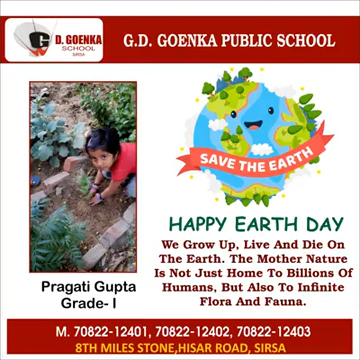 D. GOENKA
SCHOOL
SIRSA
G.D. GOENKA PUBLIC SCHOOL
SAVE THE EARTH
HAPPY EARTH DAY
We Grow Up, Live And Die On
The Earth. The Mother Nature
Is Not Just Home To Billions Of
Humans, But Also To Infinite
Flora And Fauna.
Pragati Gupta
Grade- I
M. 70822-12401, 70822-12402, 70822-12403
8TH MILES STONE,HISAR ROAD, SIRSA